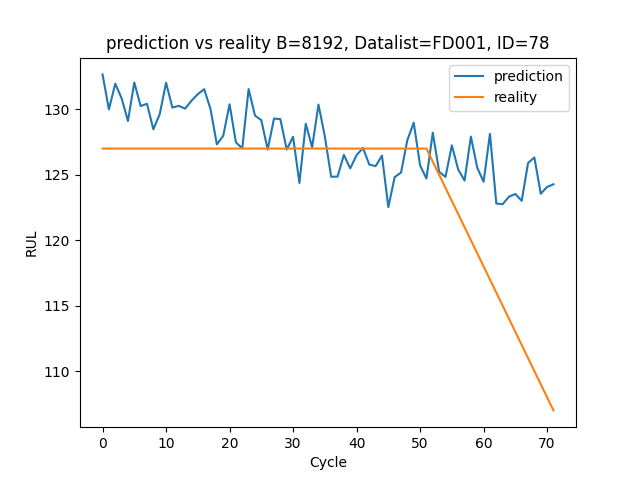 prediction vs reality B=8192, Datalist=FD001, ID=78
prediction
reality
RUL
130
125
120
115
110
0 10 20 30 40 50 60 70
Cycle